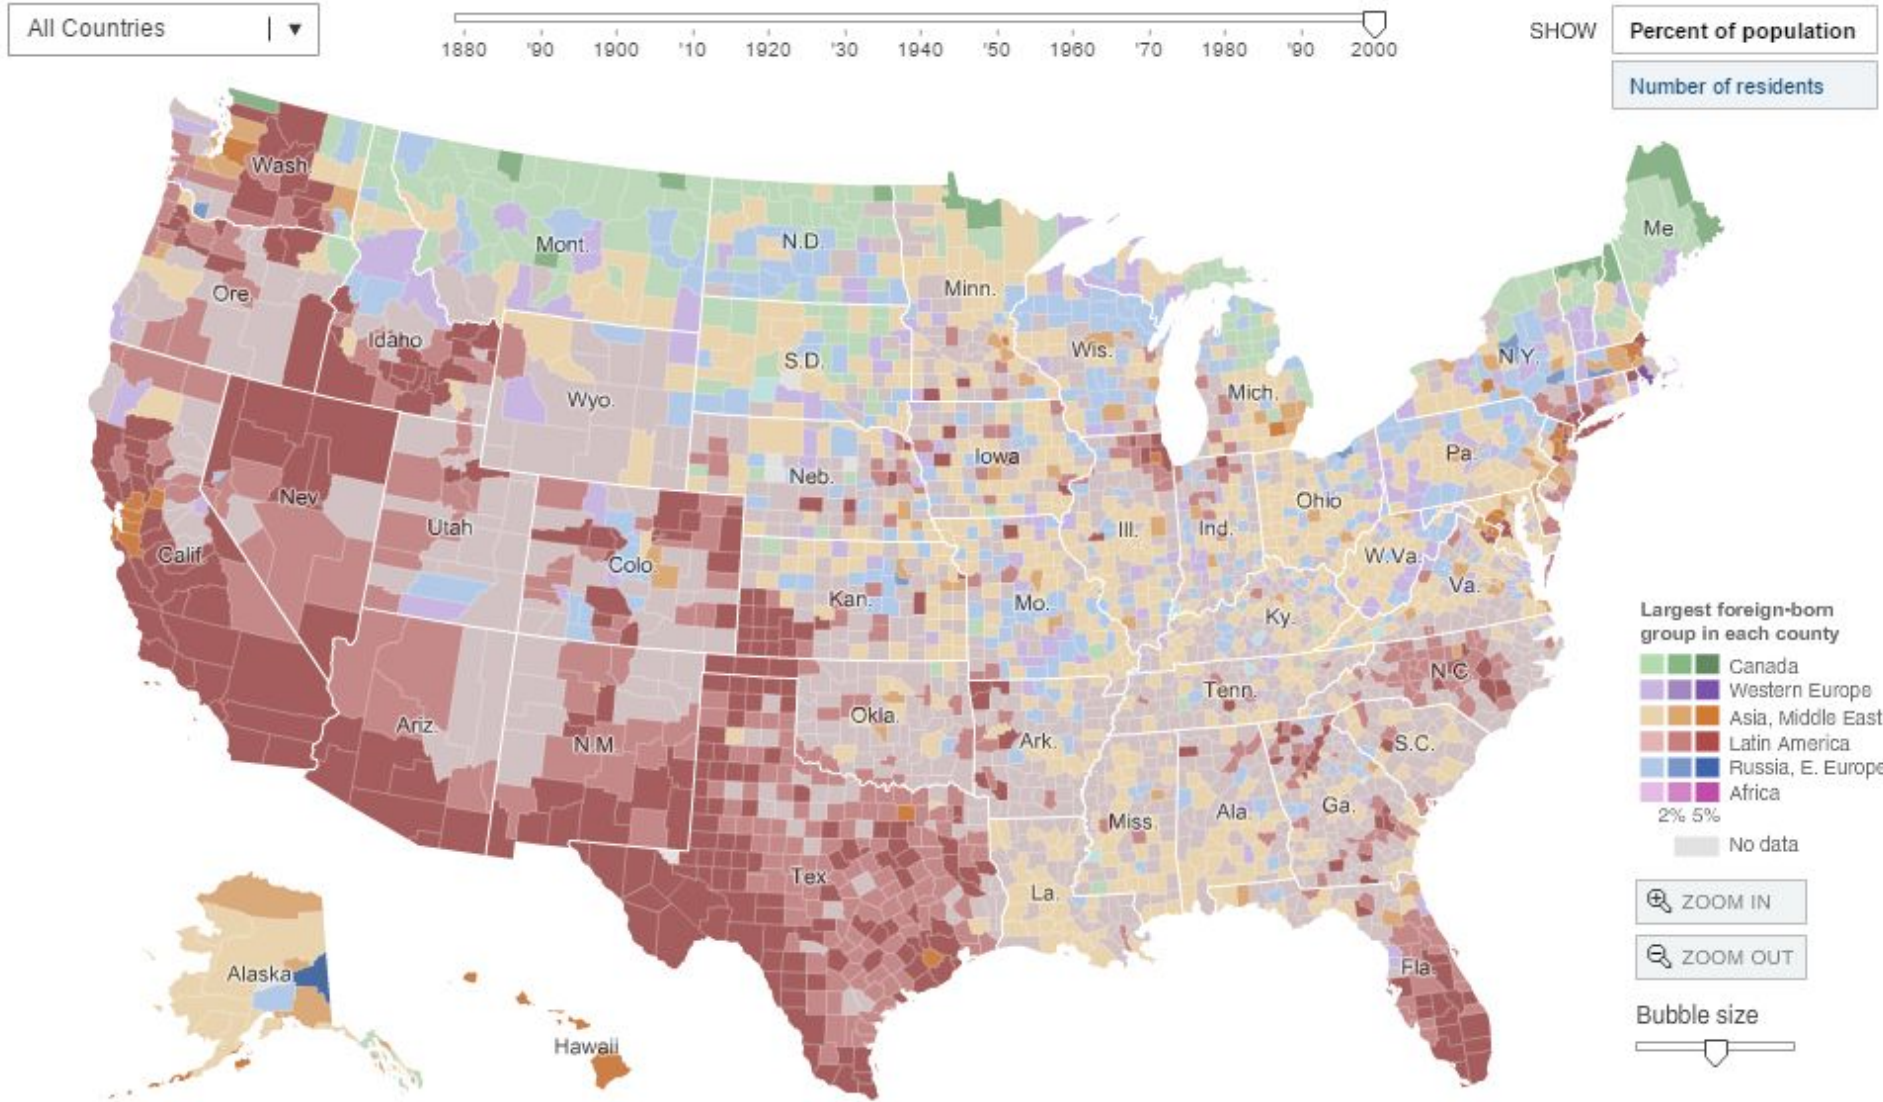 All Countries ▼
1880 '90 1900 '10 1920 '30 1940 '50 1960 '70 1980 '90 2000
SHOW
Percent of population
Number of residents
Wash.
Mont.
N.D.
Minn.
Me
Ore
Idaho
S.D.
Wis.
Mich.
N.Y.
Wyo.
Iowa
Pa.
Nev
Neb.
Ohio
Utah
Ill.
Ind.
Calif
Colo.
W.Va.
Va.
Kan.
Mo.
Ky.
N.C
Tenn.
Okla.
Ariz.
N.M.
Ark.
S.C.
Miss.
Ala.
Ga.
Tex
La.
Fla.
Alaska
Hawaii
Largest foreign-born
group in each county
Canada
Western Europe
Asia, Middle East
Latin America
Russia, E. Europe
Africa
2% 5%
No data
ZOOM IN
ZOOM OUT
Bubble size